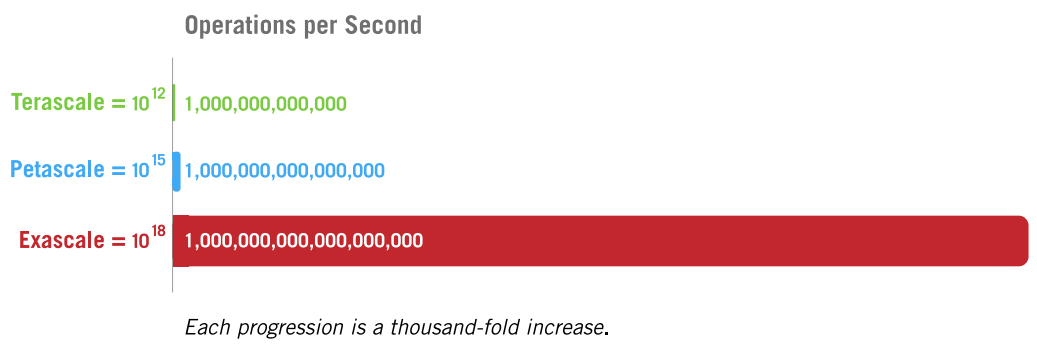 Operations per Second
Terascale = 10¹² 1,000,000,000,000
Petascale = 10¹⁵ 1,000,000,000,000,000
Exascale = 10¹⁸ 1,000,000,000,000,000,000
Each progression is a thousand-fold increase.